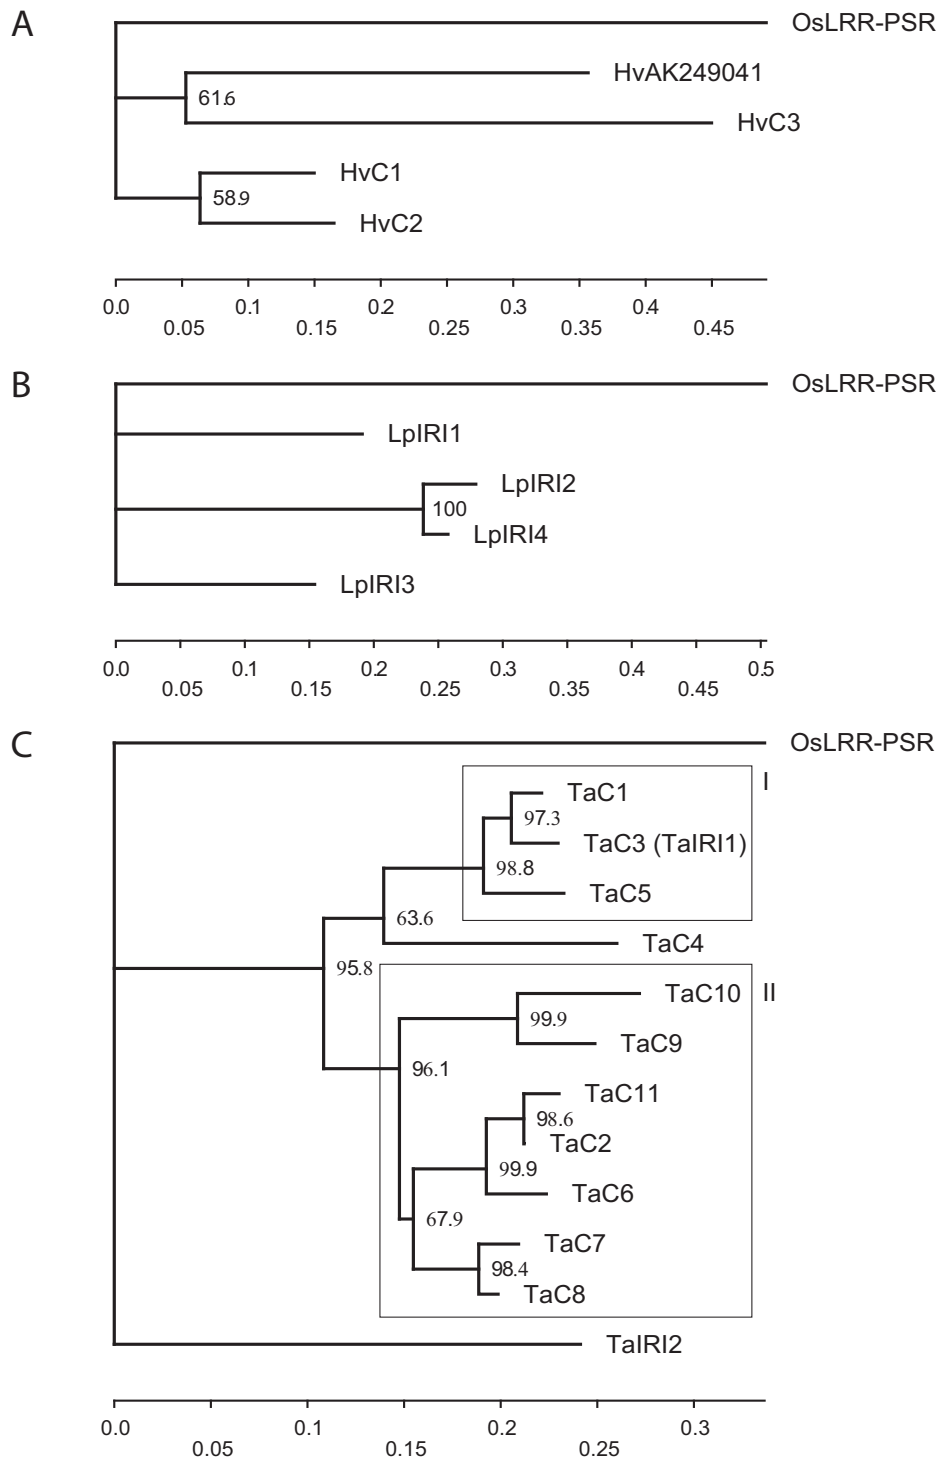 A
OsLRR-PSR
HvAK249041
61.6
HvC3
HvC1
58.9
HvC2
0.0 0.1 0.2 0.3 0.4
0.05 0.15 0.25 0.35 0.45
B
OsLRR-PSR
LpIRI1
LpIRI2
100
LpIRI4
LpIRI3
0.0 0.1 0.2 0.3 0.4 0.5
0.05 0.15 0.25 0.35 0.45
C
OsLRR-PSR
I
TaC1
97.3
TaC3 (TaIRI1)
98.8
TaC5
63.6
TaC4
95.8
TaC10
II
99.9
TaC9
96.1
TaC11
98.6
TaC2
99.9
TaC6
67.9
TaC7
98.4
TaC8
TaIRI2
0.0 0.1 0.2 0.3
0.05 0.15 0.25